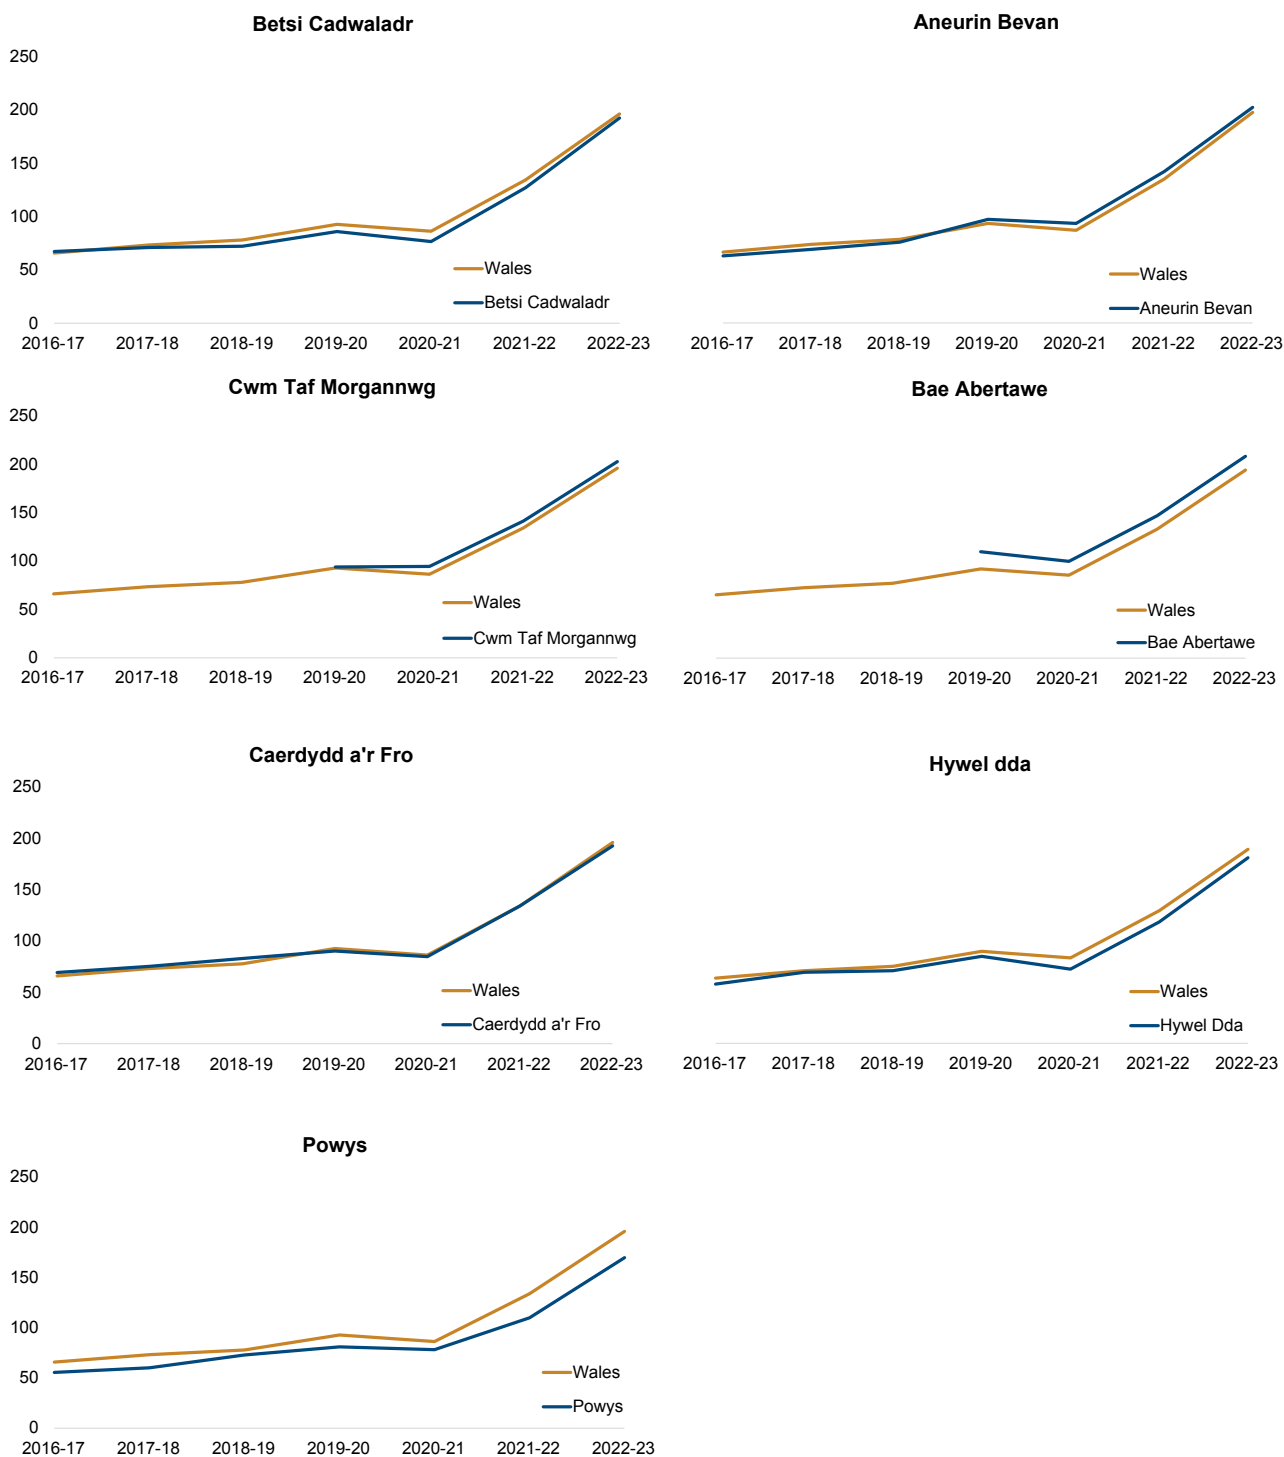 Betsi Cadwaladr
250
200
150
100
50
0
Wales
Betsi Cadwaladr
2016-17 2017-18 2018-19 2019-20 2020-21 2021-22 2022-23
Aneurin Bevan
Wales
Aneurin Bevan
2016-17 2017-18 2018-19 2019-20 2020-21 2021-22 2022-23
Cwm Taf Morgannwg
250
200
150
100
50
0
Wales
Cwm Taf Morgannwg
2016-17 2017-18 2018-19 2019-20 2020-21 2021-22 2022-23
Bae Abertawe
Wales
Bae Abertawe
2016-17 2017-18 2018-19 2019-20 2020-21 2021-22 2022-23
Caerdydd a'r Fro
250
200
150
100
50
0
Wales
Caerdydd a'r Fro
2016-17 2017-18 2018-19 2019-20 2020-21 2021-22 2022-23
Hywel dda
Wales
Hywel Dda
2016-17 2017-18 2018-19 2019-20 2020-21 2021-22 2022-23
Powys
250
200
150
100
50
0
Wales
Powys
2016-17 2017-18 2018-19 2019-20 2020-21 2021-22 2022-23